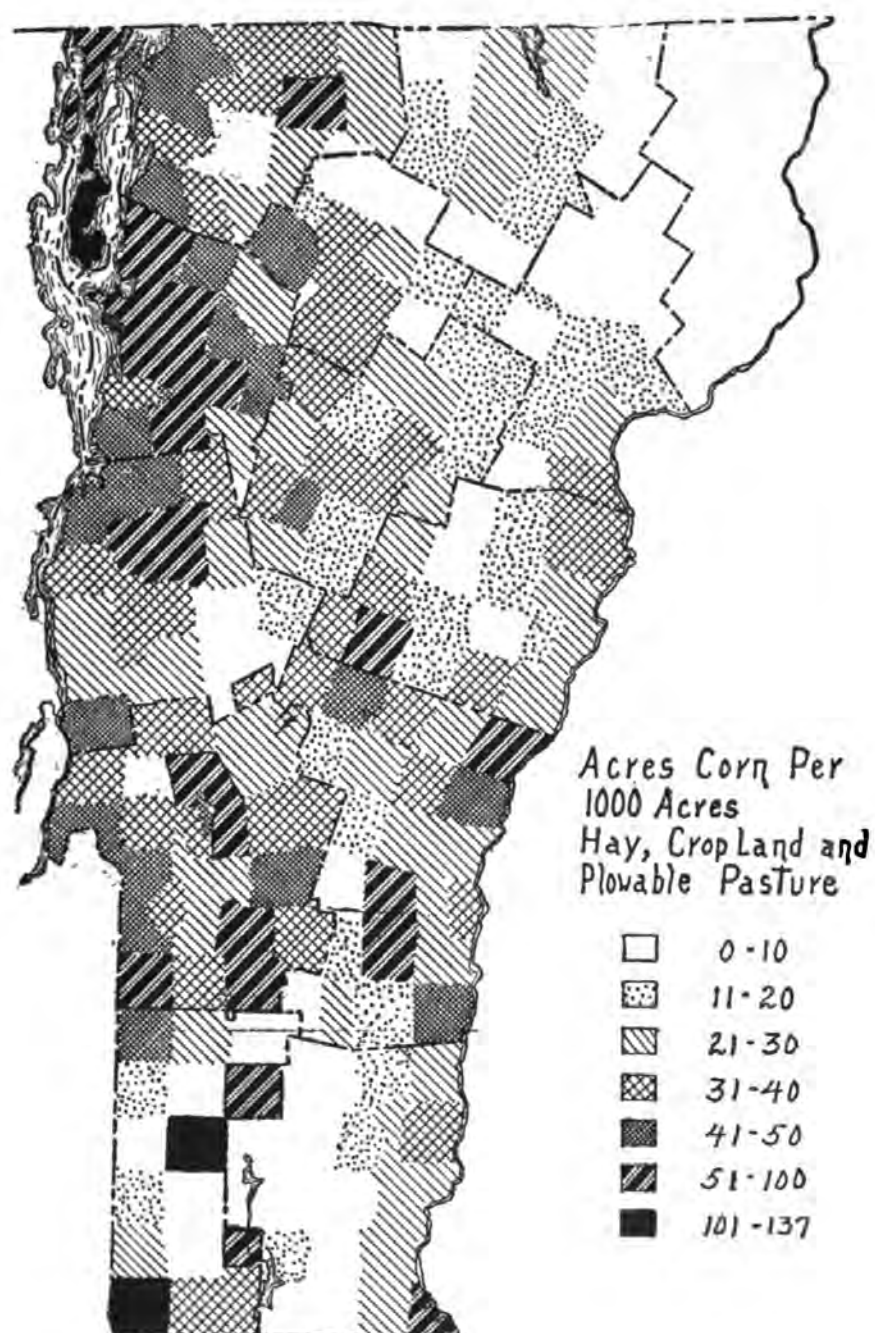 Acres Corn Per
1000 Acres
Hay, Crop Land and
Plowable Pasture
0-10
11-20
21-30
31-40
41-50
51-100
101-137